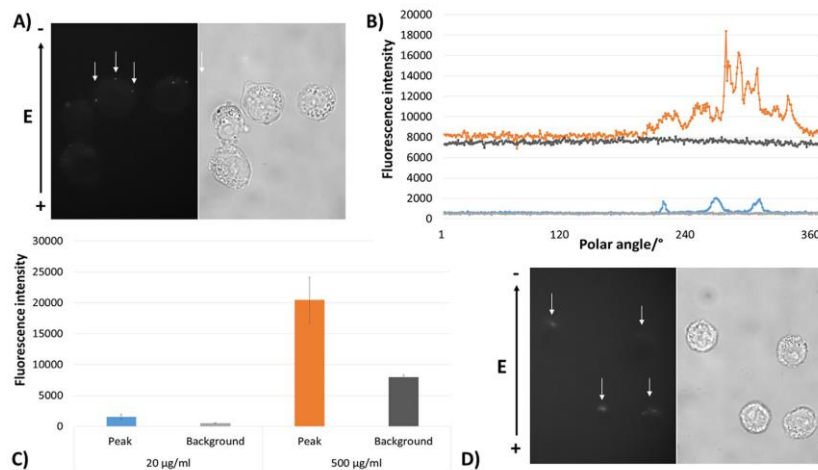 A)
-
E
+
B)
Fluorescence intensity
20000
18000
16000
14000
12000
10000
8000
6000
4000
2000
0
1
120
240
360
Polar angle/°
Fluorescence intensity
30000
25000
20000
15000
10000
5000
0
Peak
Background
Peak
Background
20 µg/ml
500 µg/ml
C)
-
E
+
D)